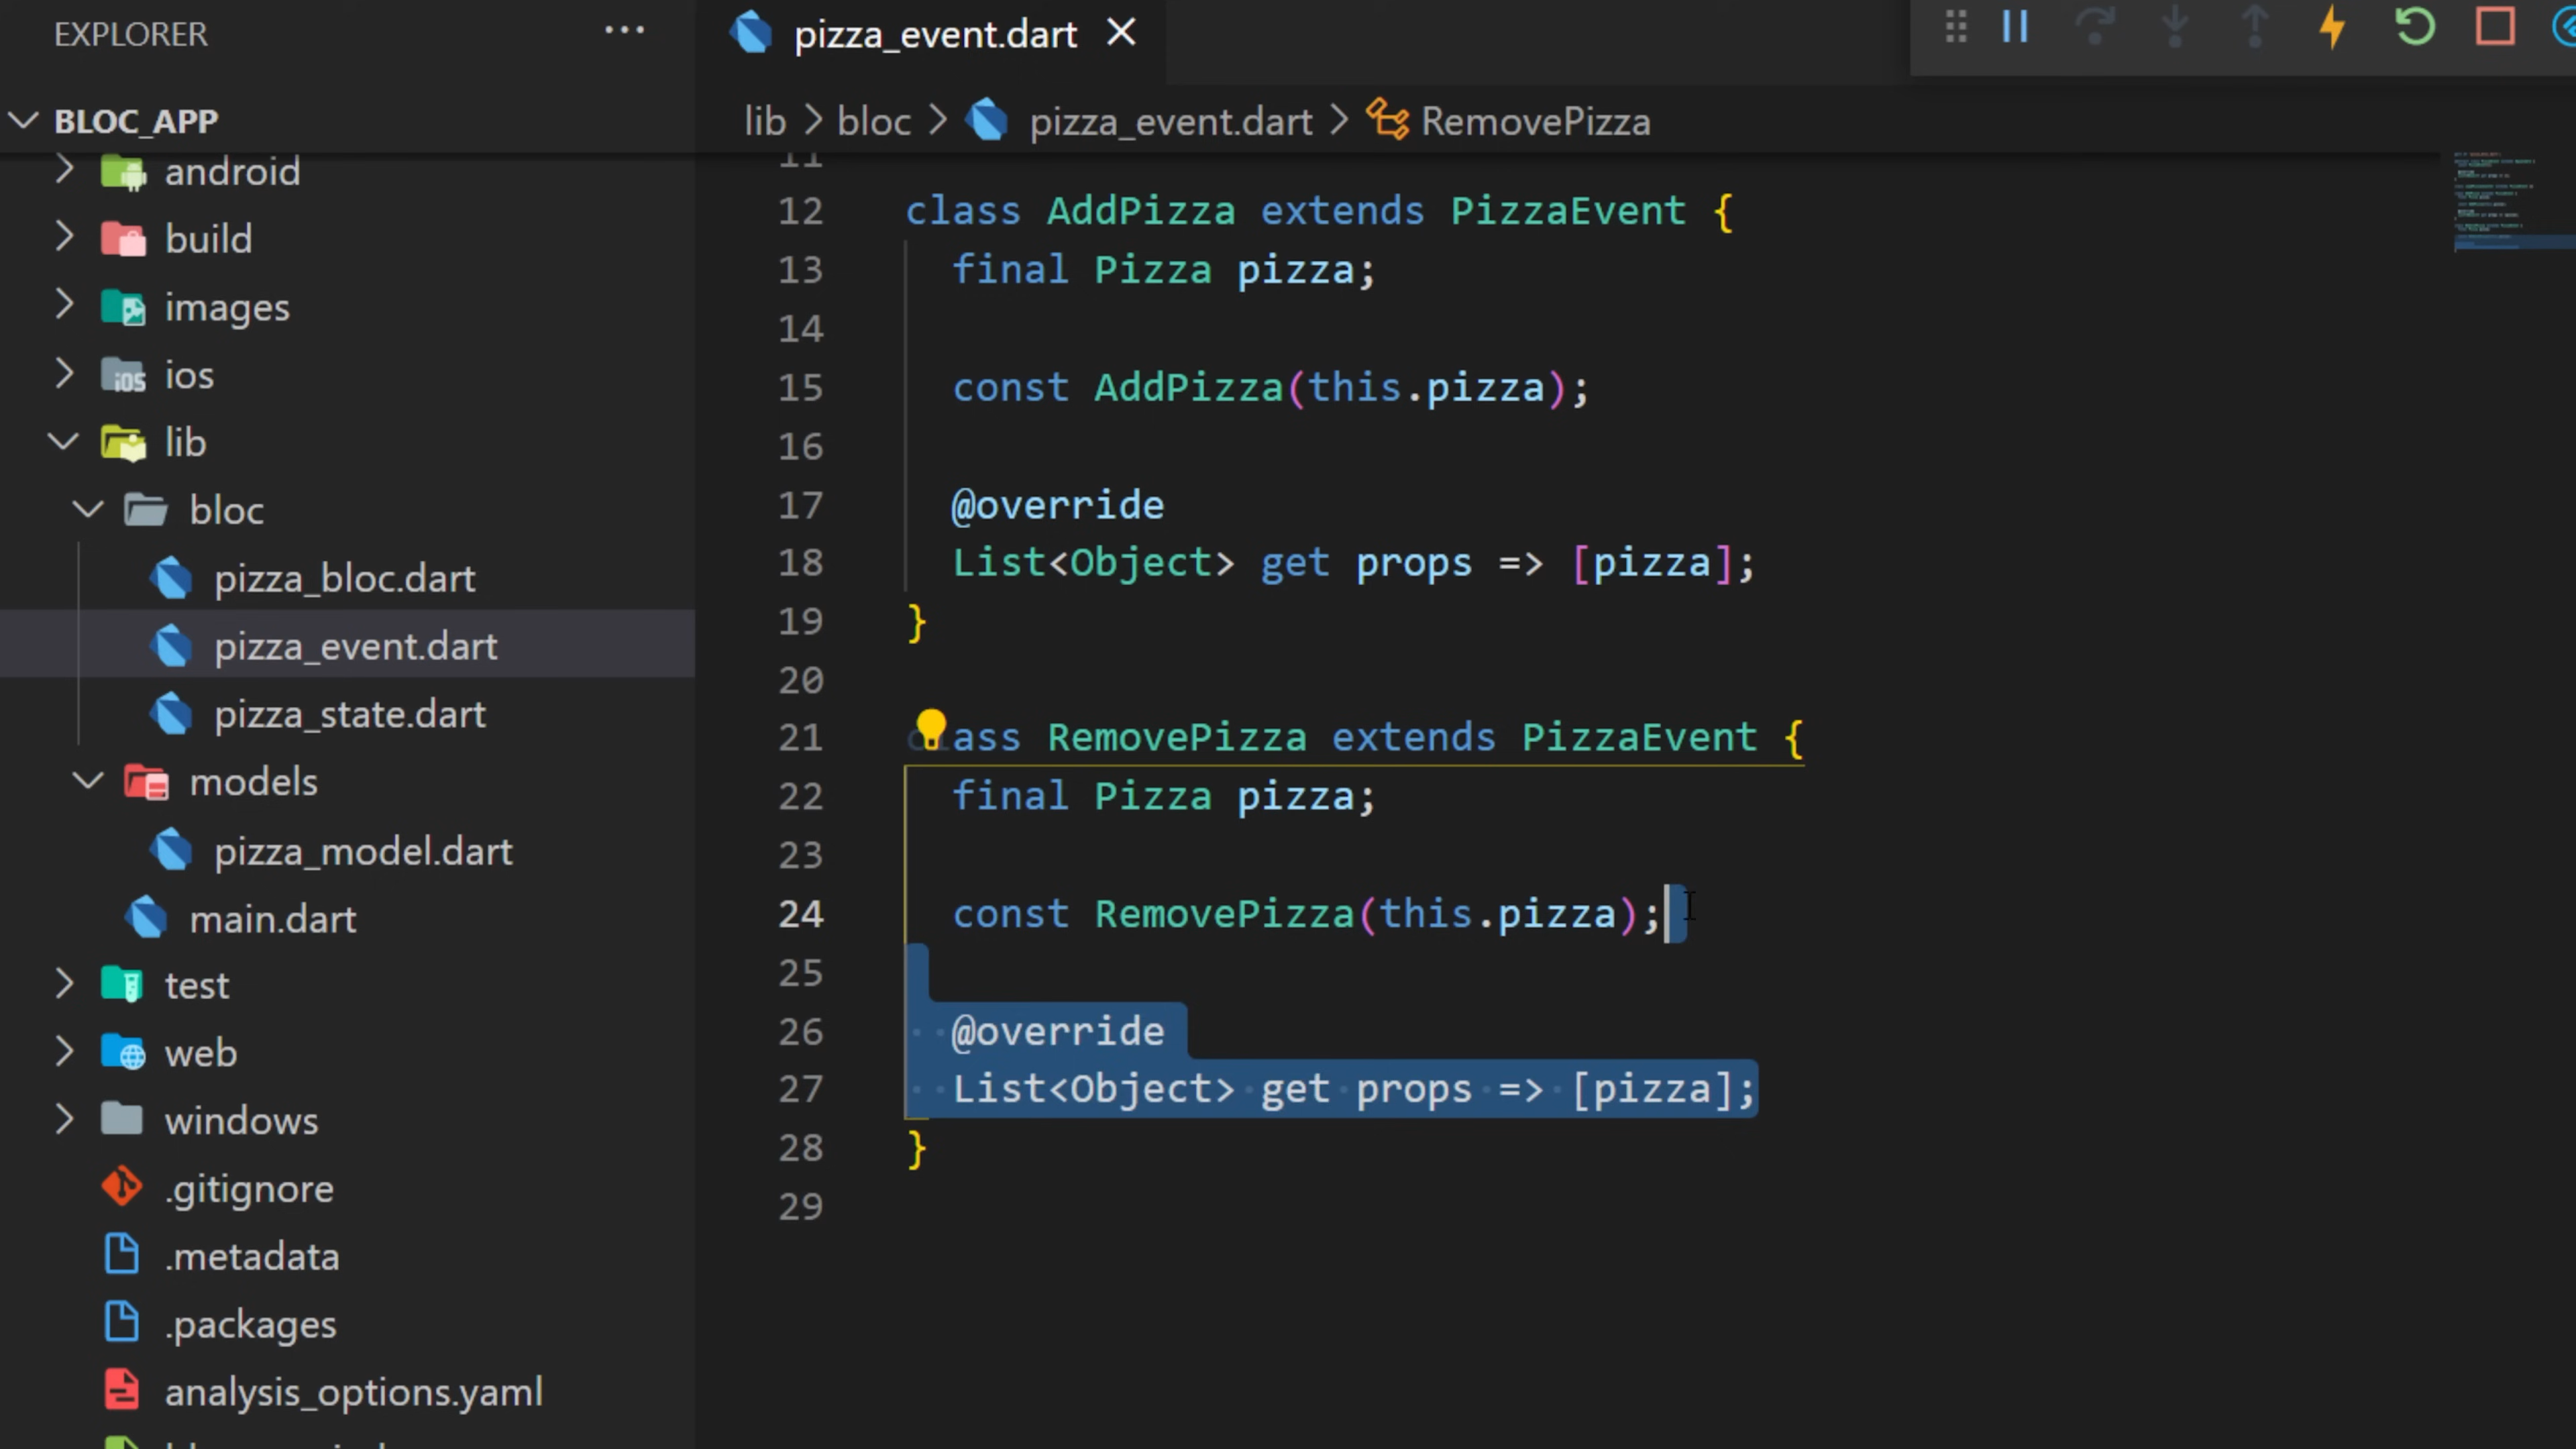 EXPLORER
BLOC_APP
android
build
images
ios
lib
bloc
pizza_bloc.dart
pizza_event.dart
pizza_state.dart
models
pizza_model.dart
main.dart
test
web
windows
.gitignore
.metadata
.packages
analysis_options.yaml
pizza_event.dart
lib > bloc > pizza_event.dart > RemovePizza
11
12 class AddPizza extends PizzaEvent {
13 final Pizza pizza;
14
15 const AddPizza(this.pizza);
16
17 @override
18 List<Object> get props => [pizza];
19 }
20
21 class RemovePizza extends PizzaEvent {
22 final Pizza pizza;
23
24 const RemovePizza(this.pizza);
25
26 @override
27 List<Object> get props => [pizza];
28 }
29